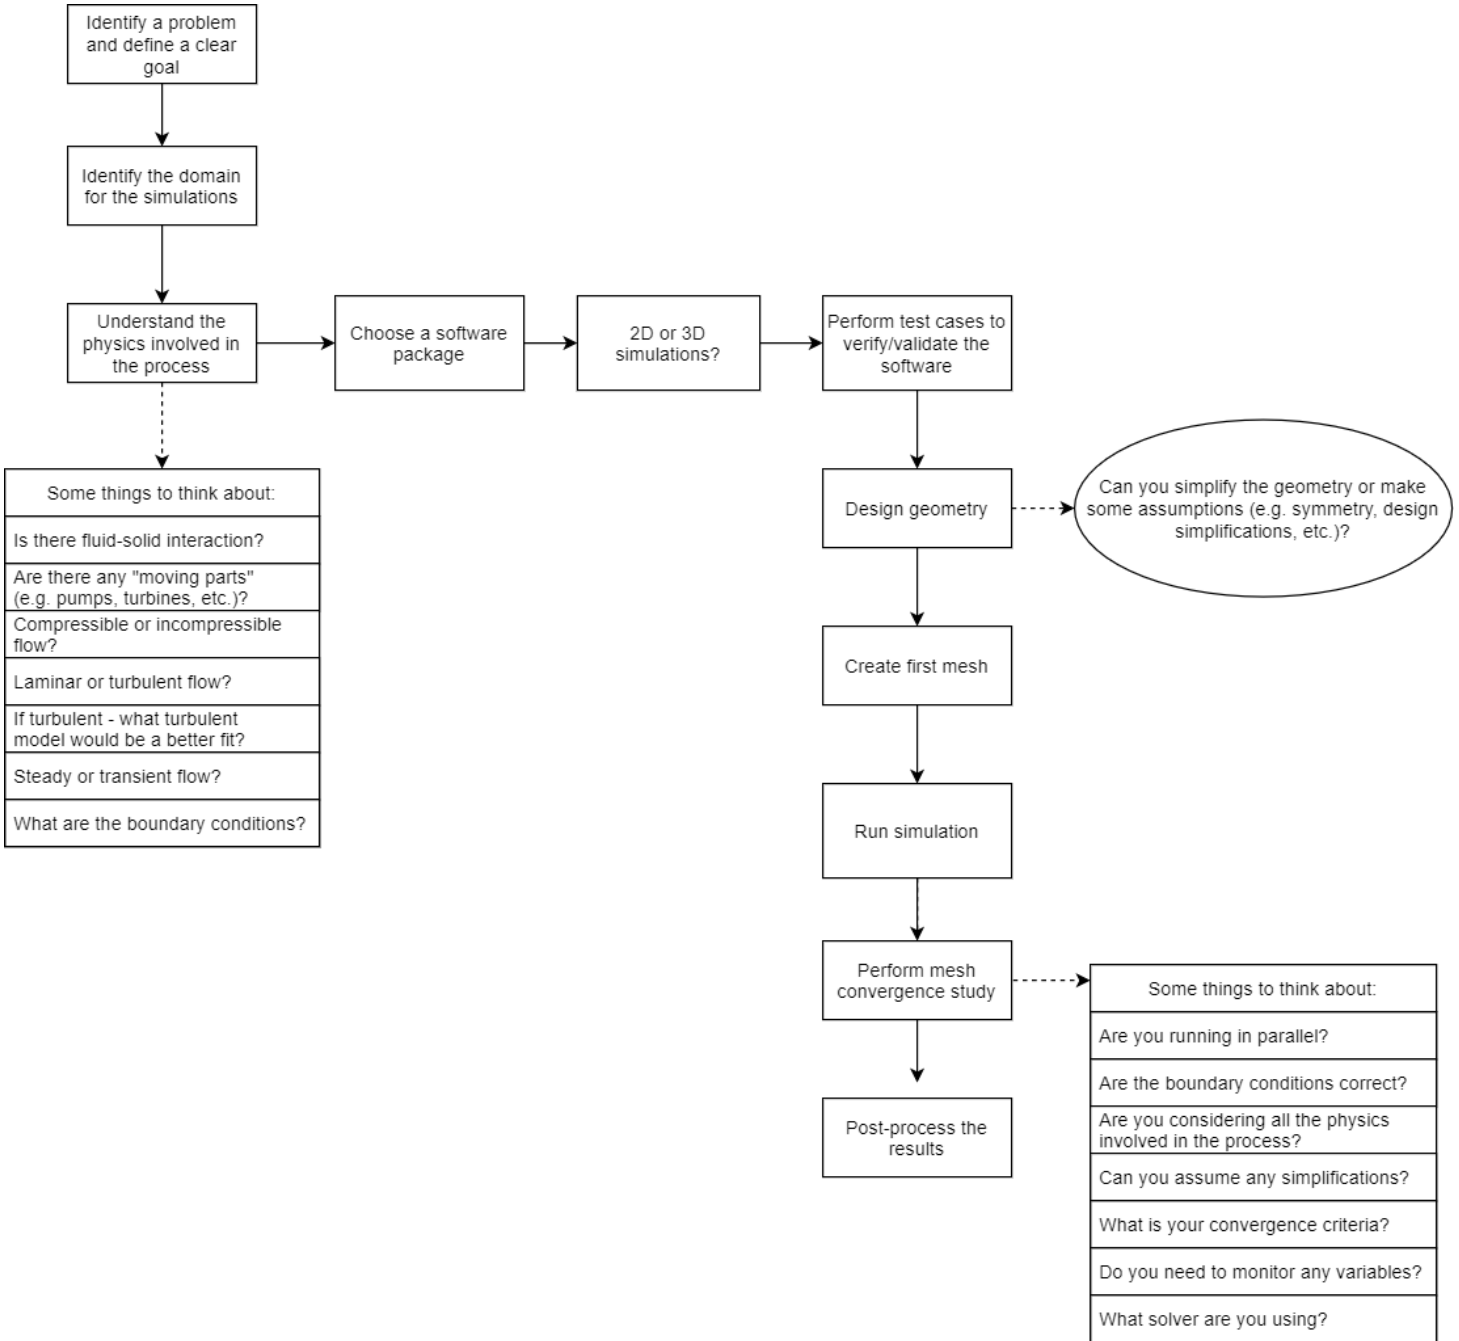 Identify a problem
and define a clear
goal
Identify the domain
for the simulations
Understand the
physics involved in
the process
Choose a software
package
2D or 3D
simulations?
Perform test cases to
verify/validate the
software
Some things to think about:
Is there fluid-solid interaction?
Are there any "moving parts"
(e.g. pumps, turbines, etc.)?
Compressible or incompressible
flow?
Laminar or turbulent flow?
If turbulent - what turbulent
model would be a better fit?
Steady or transient flow?
What are the boundary conditions?
Design geometry
Can you simplify the geometry or make
some assumptions (e.g. symmetry, design
simplifications, etc.)?
Create first mesh
Run simulation
Perform mesh
convergence study
Some things to think about:
Are you running in parallel?
Are the boundary conditions correct?
Are you considering all the physics
involved in the process?
Can you assume any simplifications?
What is your convergence criteria?
Do you need to monitor any variables?
What solver are you using?
Post-process the
results